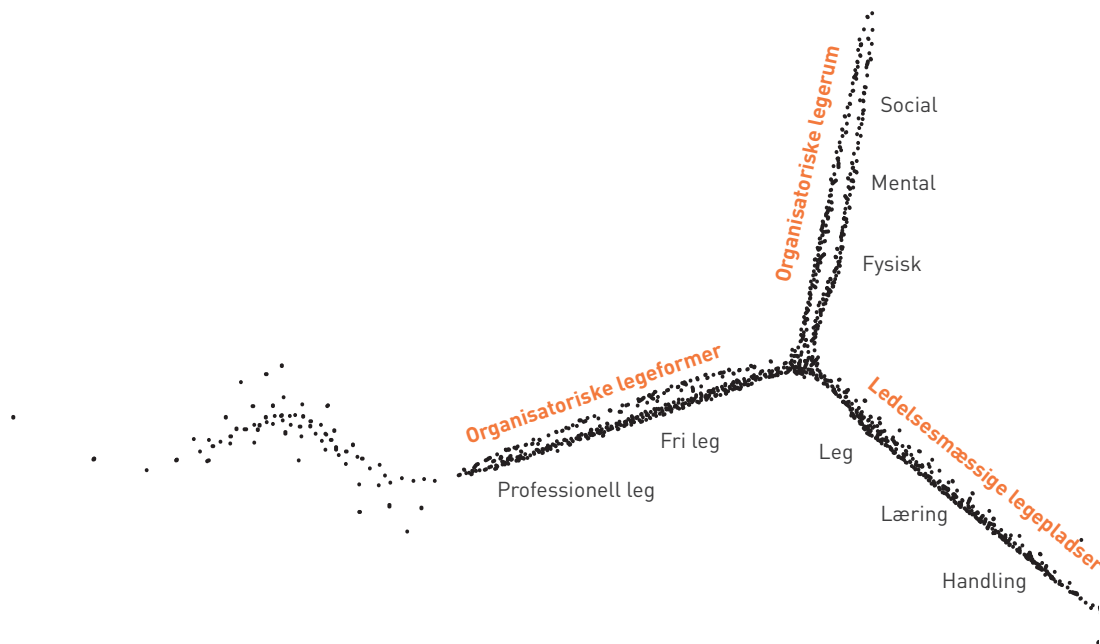 Organisatoriske legerum
Social
Mental
Fysisk
Organisatoriske legeformer
Fri leg
Professionell leg
Ledelsesmæssige legepladser
Leg
Læring
Handling